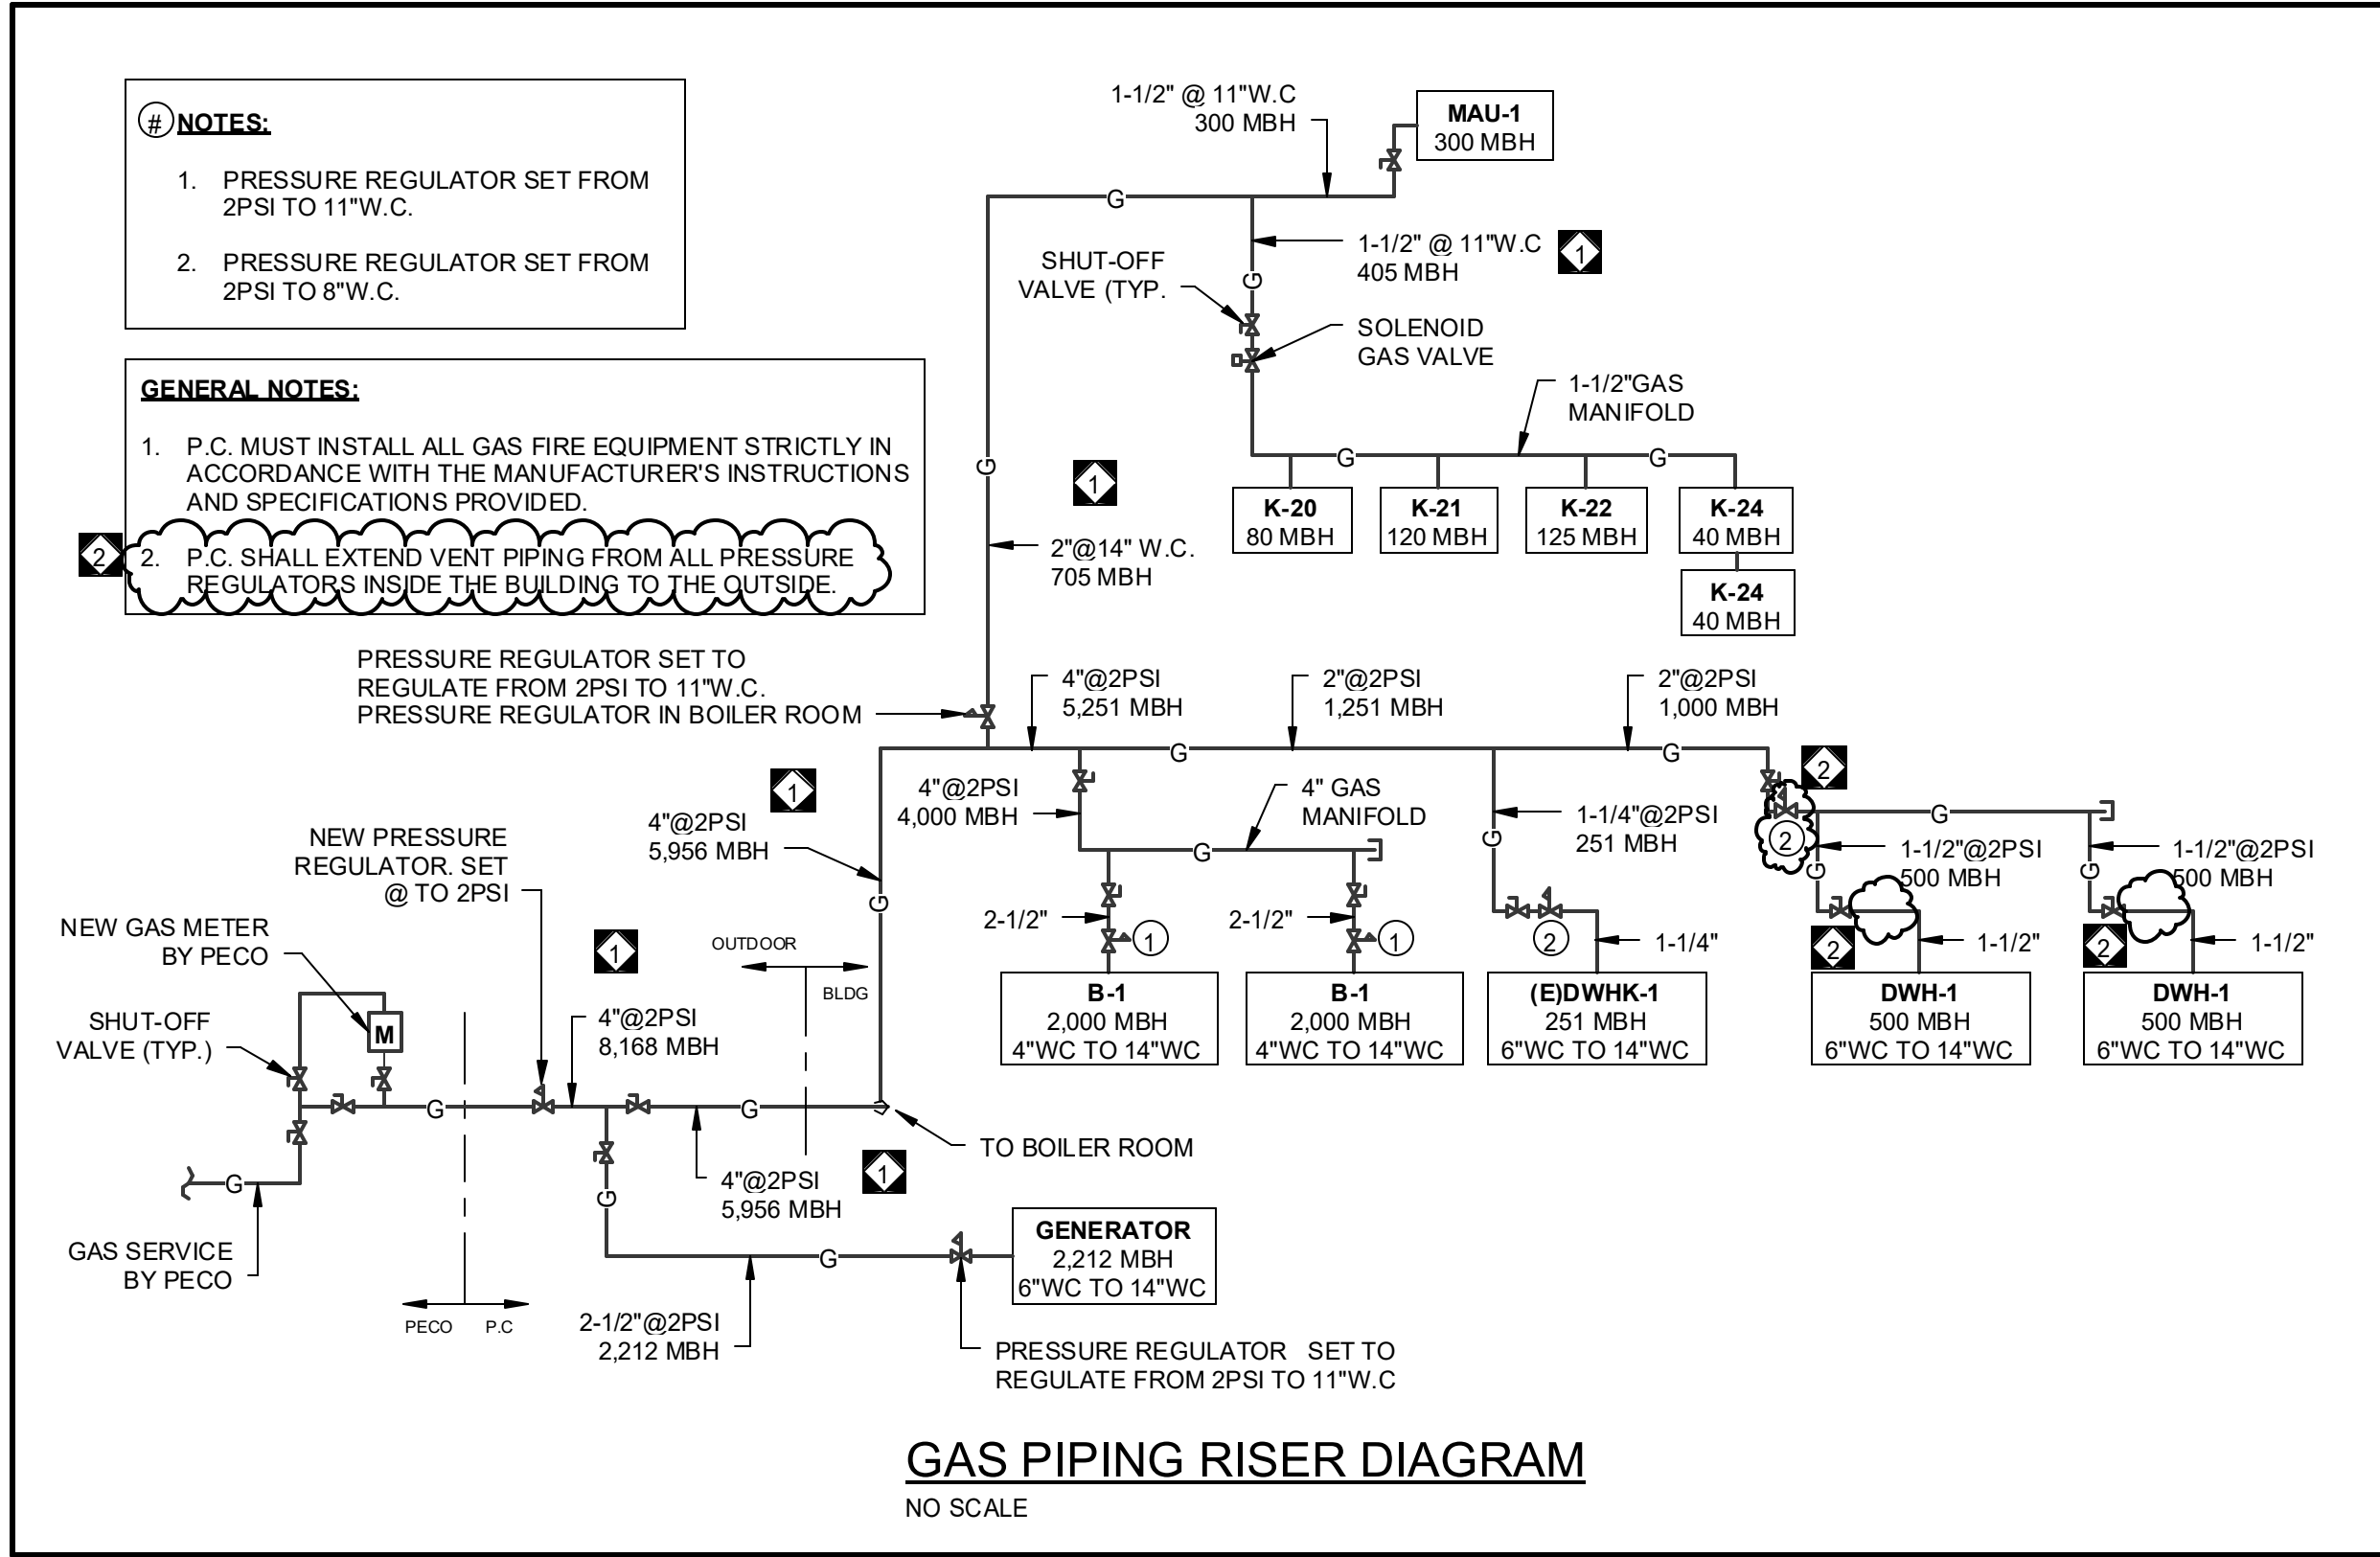 # NOTES:
1. PRESSURE REGULATOR SET FROM
2PSI TO 11"W.C.
2. PRESSURE REGULATOR SET FROM
2PSI TO 8"W.C.
GENERAL NOTES:
1. P.C. MUST INSTALL ALL GAS FIRE EQUIPMENT STRICTLY IN
ACCORDANCE WITH THE MANUFACTURER'S INSTRUCTIONS
AND SPECIFICATIONS PROVIDED.
2
2. P.C. SHALL EXTEND VENT PIPING FROM ALL PRESSURE
REGULATORS INSIDE THE BUILDING TO THE OUTSIDE.
1-1/2" @ 11"W.C
300 MBH
MAU-1
300 MBH
G
1-1/2" @ 11"W.C
405 MBH
1
SHUT-OFF
VALVE (TYP.
G
SOLENOID
GAS VALVE
1-1/2"GAS
MANIFOLD
G
G
G
1
K-20
80 MBH
K-21
120 MBH
K-22
125 MBH
K-24
40 MBH
K-24
40 MBH
2"@14" W.C.
705 MBH
PRESSURE REGULATOR SET TO
REGULATE FROM 2PSI TO 11"W.C.
PRESSURE REGULATOR IN BOILER ROOM
4"@2PSI
5,251 MBH
2"@2PSI
1,251 MBH
2"@2PSI
1,000 MBH
G
G
1
4"@2PSI
5,956 MBH
4"@2PSI
4,000 MBH
4" GAS
MANIFOLD
G
1-1/4"@2PSI
251 MBH
G
2
2
G
1-1/2"@2PSI
500 MBH
G
1-1/2"@2PSI
500 MBH
G
NEW PRESSURE
REGULATOR. SET
@ TO 2PSI
G
2-1/2"
1
2-1/2"
1
2
1-1/4"
2
1-1/2"
2
1-1/2"
NEW GAS METER
BY PECO
1
OUTDOOR
BLDG
B-1
2,000 MBH
4"WC TO 14"WC
B-1
2,000 MBH
4"WC TO 14"WC
(E)DWHK-1
251 MBH
6"WC TO 14"WC
DWH-1
500 MBH
6"WC TO 14"WC
DWH-1
500 MBH
6"WC TO 14"WC
SHUT-OFF
VALVE (TYP.)
M
4"@2PSI
8,168 MBH
G
G
TO BOILER ROOM
1
4"@2PSI
5,956 MBH
G
G
GAS SERVICE
BY PECO
PECO
P.C
G
2-1/2"@2PSI
2,212 MBH
GENERATOR
2,212 MBH
6"WC TO 14"WC
PRESSURE REGULATOR SET TO
REGULATE FROM 2PSI TO 11"W.C
GAS PIPING RISER DIAGRAM
NO SCALE